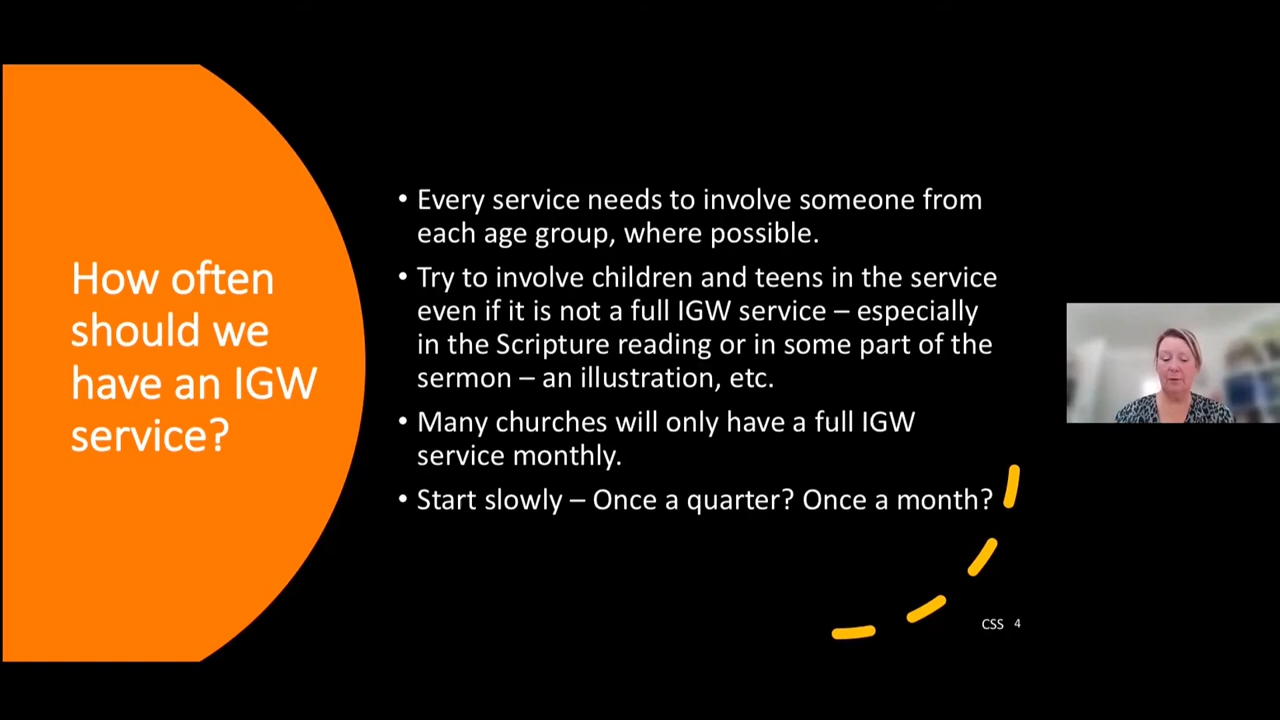 How often
should we
have an IGW
service?
• Every service needs to involve someone from
each age group, where possible.
• Try to involve children and teens in the service
even if it is not a full IGW service – especially
in the Scripture reading or in some part of the
sermon – an illustration, etc.
• Many churches will only have a full IGW
service monthly.
• Start slowly – Once a quarter? Once a month?
CSS 4